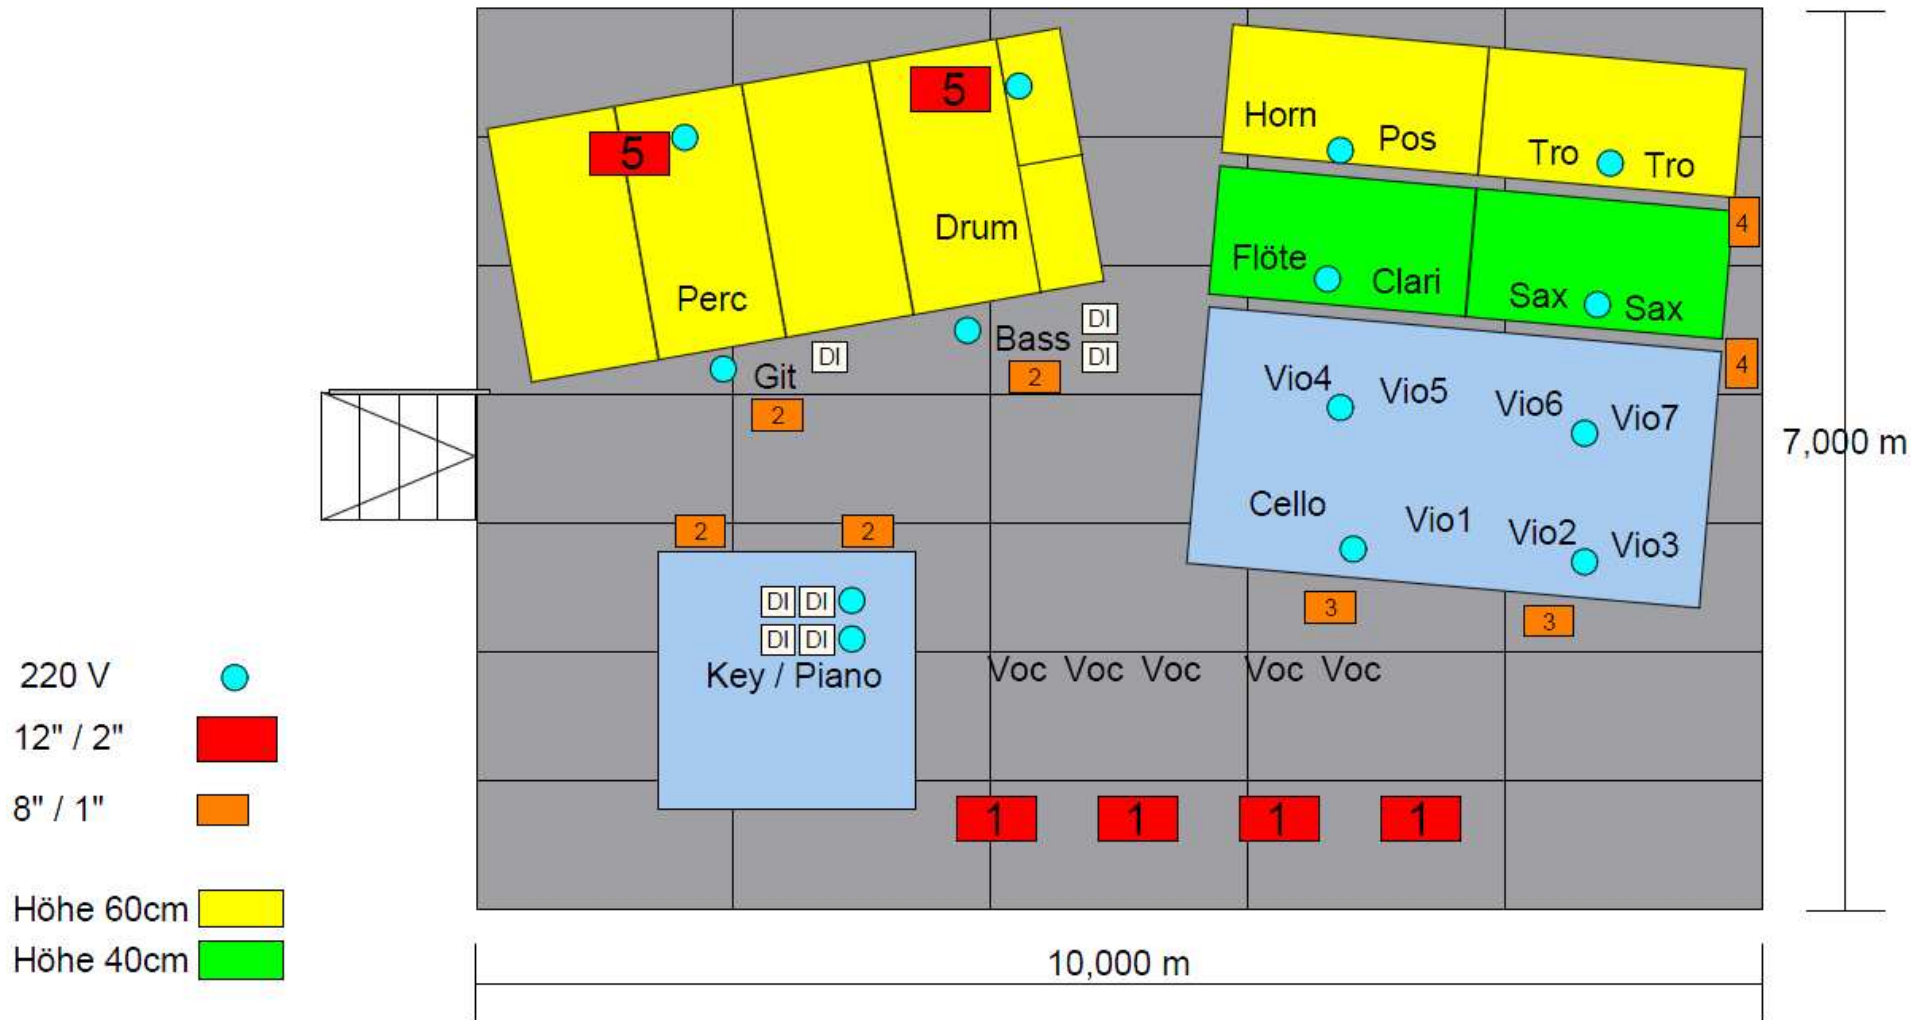 5
5
Horn
Pos
Tro
Tro
4
Drum
Flöte
Clari
Sax
Sax
Perc
Bass
DI
DI
DI
Git
2
2
4
Vio4
Vio5
Vio6
Vio7
7,000 m
Cello
Vio1
Vio2
Vio3
2
2
3
3
DI
DI
DI
DI
Key / Piano
Voc
Voc
Voc
Voc
Voc
1
1
1
1
220 V
12" / 2"
8" / 1"
Höhe 60cm
Höhe 40cm
10,000 m